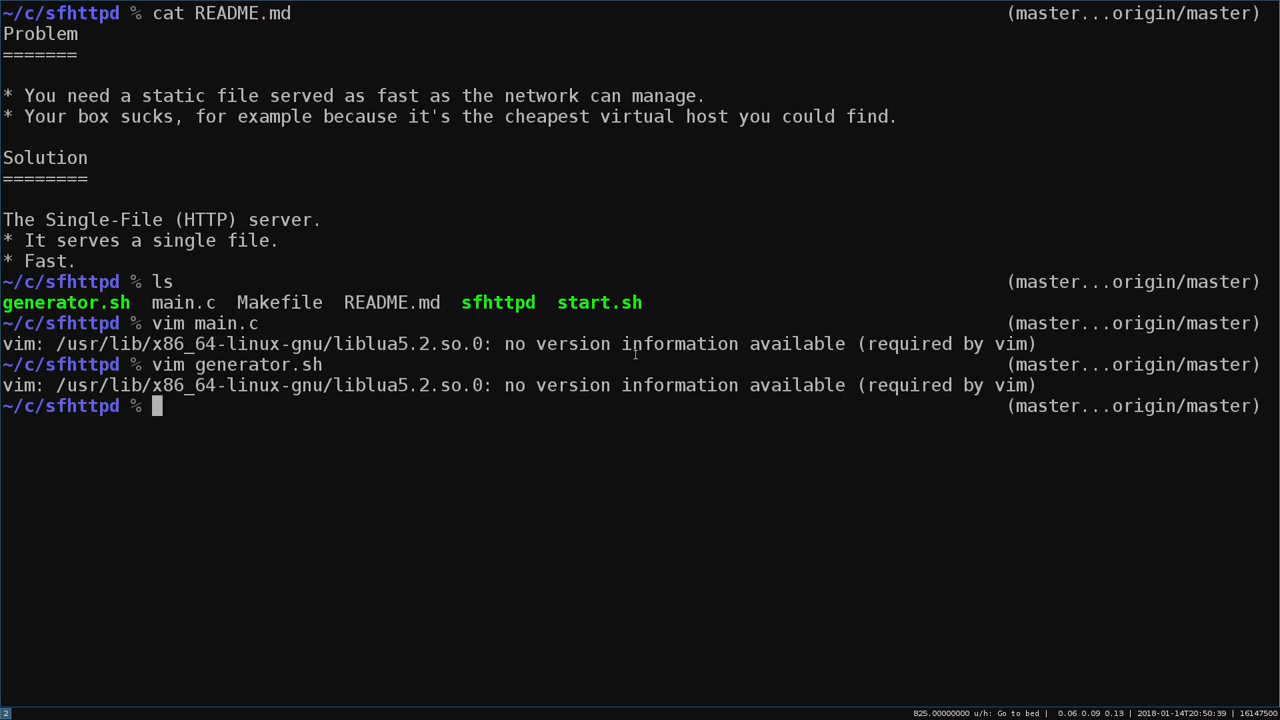 ~/c/sfhttpd % cat README.md (master...origin/master)
Problem
=======
* You need a static file served as fast as the network can manage.
* Your box sucks, for example because it's the cheapest virtual host you could find.
Solution
========
The Single-File (HTTP) server.
* It serves a single file.
* Fast.
~/c/sfhttpd % ls (master...origin/master)
generator.sh main.c Makefile README.md sfhttpd start.sh
~/c/sfhttpd % vim main.c (master...origin/master)
vim: /usr/lib/x86_64-linux-gnu/liblua5.2.so.0: no version information available (required by vim)
~/c/sfhttpd % vim generator.sh (master...origin/master)
vim: /usr/lib/x86_64-linux-gnu/liblua5.2.so.0: no version information available (required by vim)
~/c/sfhttpd % (master...origin/master)
2 825.00000000 u/h: Go to bed | 0.06 0.09 0.13 | 2018-01-14T20:50:39 | 16147500